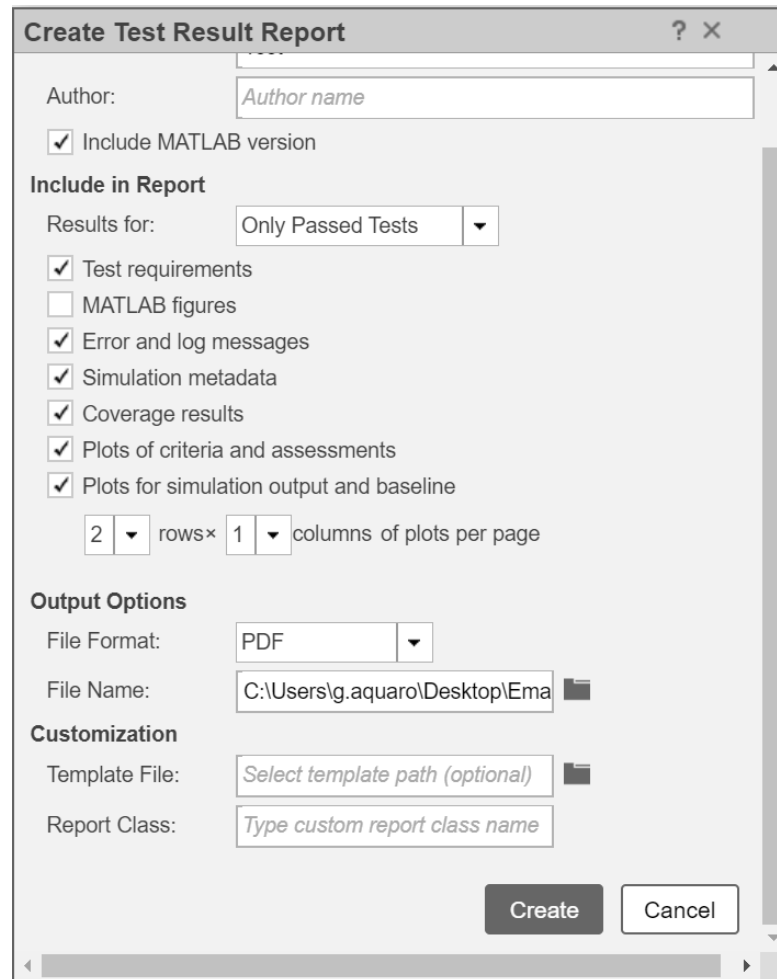 Create Test Result Report ? ×
Author: Author name
Include MATLAB version
Include in Report
Results for: Only Passed Tests
Test requirements
MATLAB figures
Error and log messages
Simulation metadata
Coverage results
Plots of criteria and assessments
Plots for simulation output and baseline
2 rows× 1 columns of plots per page
Output Options
File Format: PDF
File Name: C:\Users\g.aquaro\Desktop\Ema
Customization
Template File: Select template path (optional)
Report Class: Type custom report class name
Create Cancel